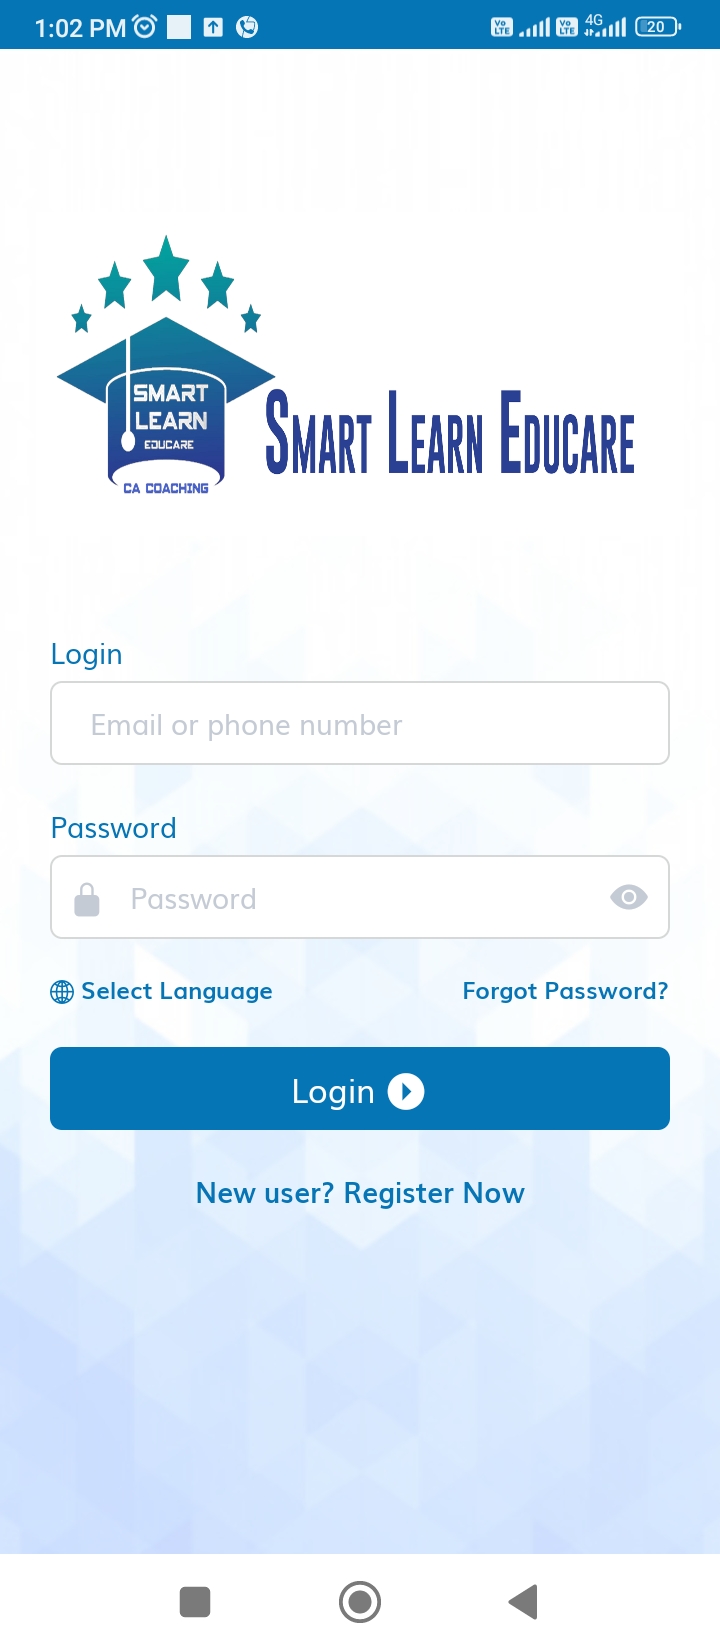 1:02 PM
Vo LTE Vo LTE 4G 20
SMART
LEARN
EDUCARE
CA COACHING
SMART LEARN EDUCARE
Login
Email or phone number
Password
Password
Select Language Forgot Password?
Login
New user? Register Now